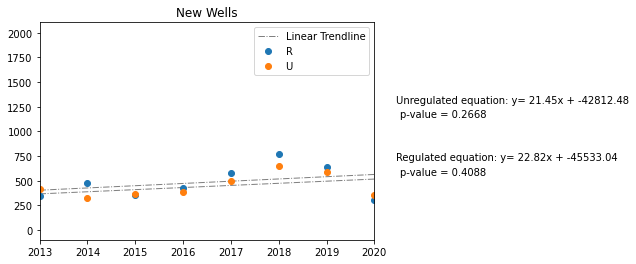 New Wells
2000
1750
1500
1250
1000
750
500
250
0
2013 2014 2015 2016 2017 2018 2019 2020
Linear Trendline
R
U
Unregulated equation: y= 21.45x + -42812.48
p-value = 0.2668
Regulated equation: y= 22.82x + -45533.04
p-value = 0.4088